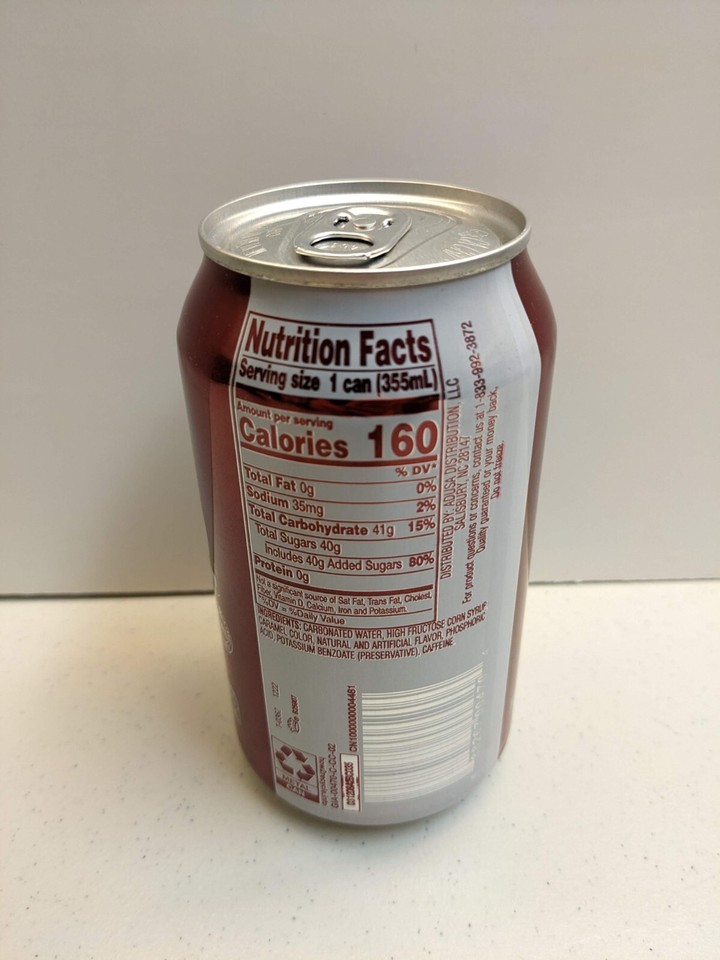 Nutrition Facts
Serving size 1 can (355mL)
Amount per serving
Calories 160
% DV*
Total Fat 0g 0%
Sodium 35mg 2%
Total Carbohydrate 41g 15%
Total Sugars 40g
Includes 40g Added Sugars 80%
Protein 0g
Not a significant source of Sat Fat, Trans Fat, Cholest,
Fiber, Vitamin D, Calcium, Iron and Potassium.
*%DV = %Daily Value
INGREDIENTS: CARBONATED WATER, HIGH FRUCTOSE CORN SYRUP,
CARAMEL COLOR, NATURAL AND ARTIFICIAL FLAVOR, PHOSPHORIC
ACID, POTASSIUM BENZOATE (PRESERVATIVE), CAFFEINE
DISTRIBUTED BY: ADUSA DISTRIBUTION, LLC
SALISBURY, NC 28147
For product questions or concerns, contact us at 1-833-992-3872
Quality guaranteed or your money back.
Do not freeze.
METAL
CN1000000004481